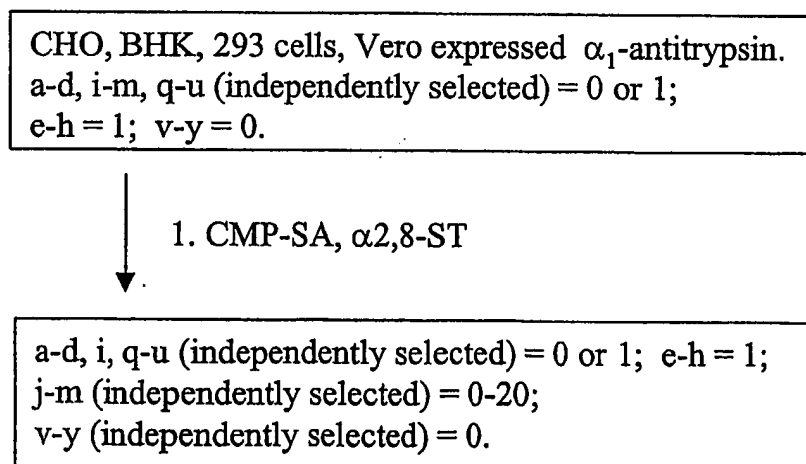 CHO, BHK, 293 cells, Vero expressed α₁-antitrypsin.
a-d, i-m, q-u (independently selected) = 0 or 1;
e-h = 1; v-y = 0.
1. CMP-SA, α2,8-ST
a-d, i, q-u (independently selected) = 0 or 1; e-h = 1;
j-m (independently selected) = 0-20;
v-y (independently selected) = 0.